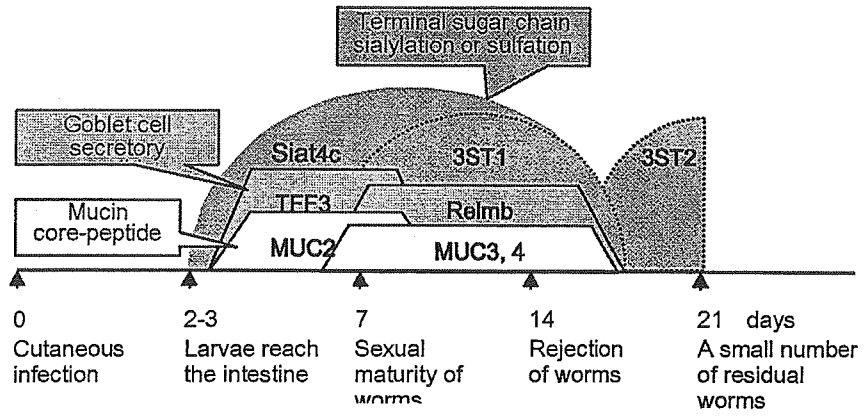 Terminal sugar chain
sialylation or sulfation
Goblet cell
secretory
Siat4c
3ST1
3ST2
TFF3
Relmb
Mucin
core-peptide
MUC2
MUC3, 4
0
2-3
7
14
21 days
Cutaneous
infection
Larvae reach
the intestine
Sexual
maturity of
worms
Rejection
of worms
A small number
of residual
worms